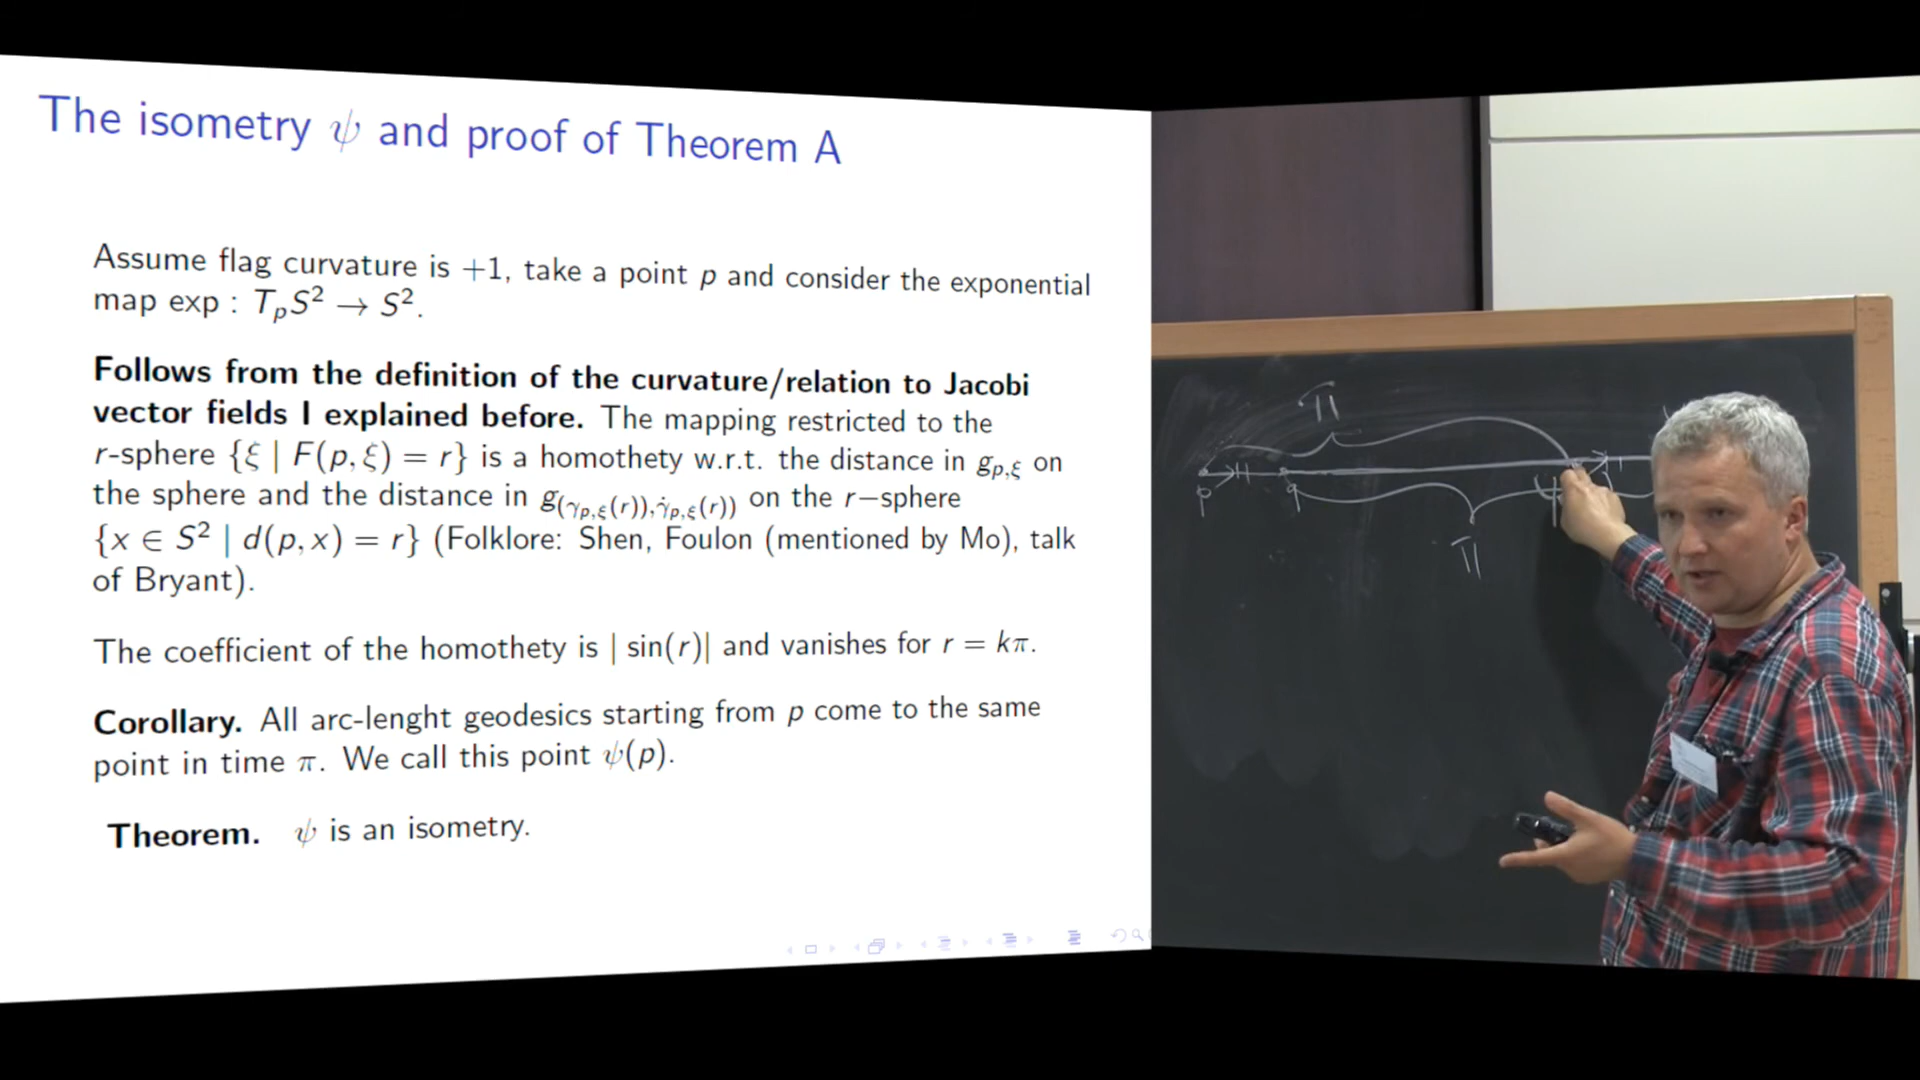 The isometry ψ and proof of Theorem A
Assume flag curvature is +1, take a point p and consider the exponential
map exp : TₚS² → S².
Follows from the definition of the curvature/relation to Jacobi
vector fields I explained before. The mapping restricted to the
r-sphere {ξ | F(p, ξ) = r} is a homothety w.r.t. the distance in g_{p,ξ} on
the sphere and the distance in g_{(γ_{p,ξ}(r)),γ̇_{p,ξ}(r))} on the r−sphere
{x ∈ S² | d(p, x) = r} (Folklore: Shen, Foulon (mentioned by Mo), talk
of Bryant).
The coefficient of the homothety is | sin(r)| and vanishes for r = kπ.
Corollary. All arc-lenght geodesics starting from p come to the same
point in time π. We call this point ψ(p).
Theorem. ψ is an isometry.
π
p
q
π